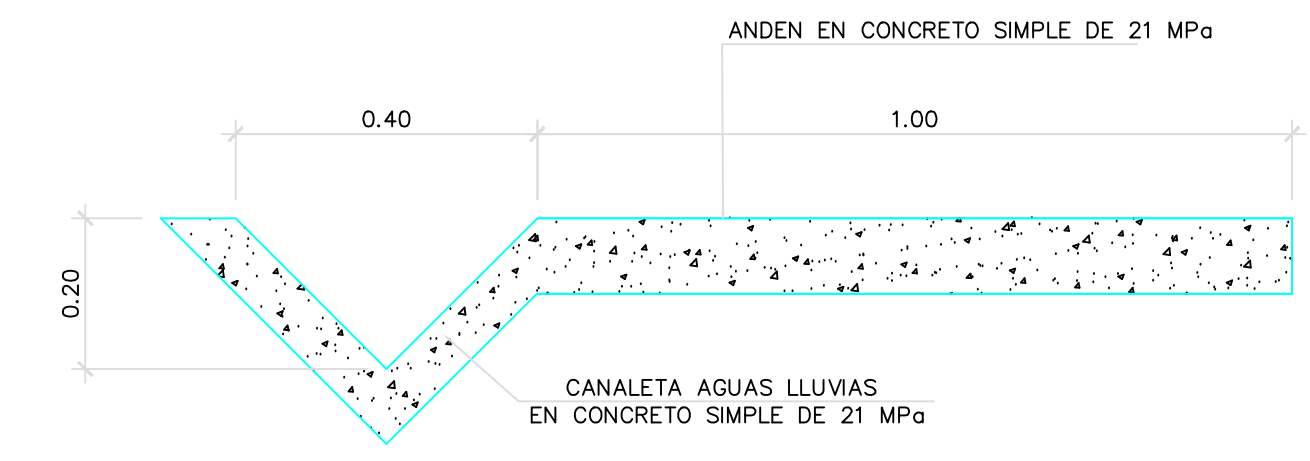 ANDEN EN CONCRETO SIMPLE DE 21 MPa
0.40
1.00
0.20
CANALETA AGUAS LLUVIAS
EN CONCRETO SIMPLE DE 21 MPa